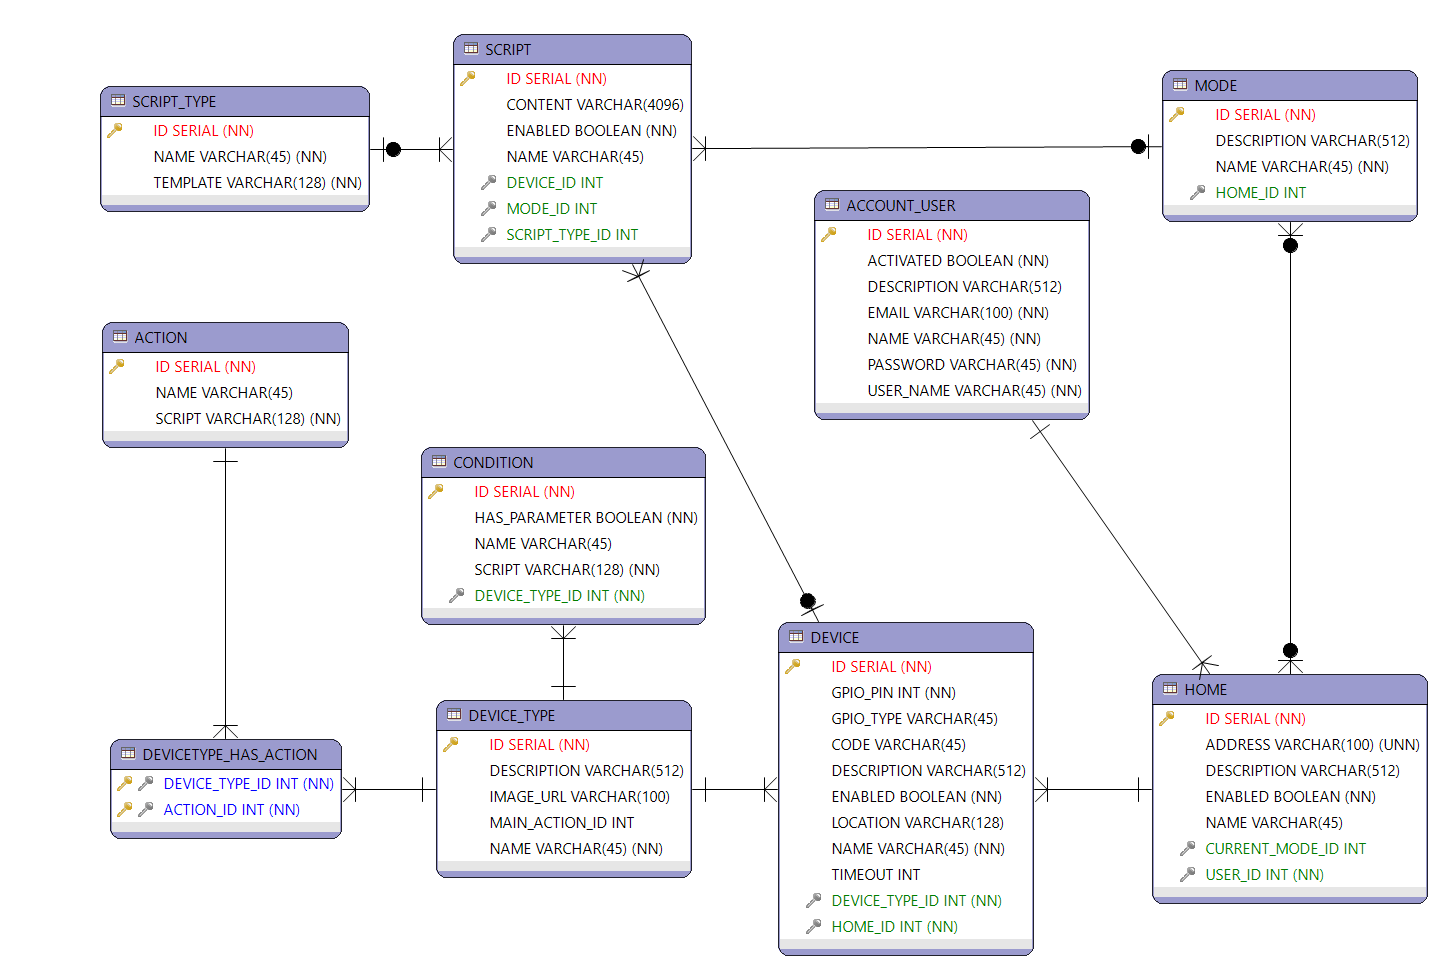 SCRIPT
ID SERIAL (NN)
CONTENT VARCHAR(4096)
ENABLED BOOLEAN (NN)
NAME VARCHAR(45)
DEVICE_ID INT
MODE_ID INT
SCRIPT_TYPE_ID INT
SCRIPT_TYPE
ID SERIAL (NN)
NAME VARCHAR(45) (NN)
TEMPLATE VARCHAR(128) (NN)
MODE
ID SERIAL (NN)
DESCRIPTION VARCHAR(512)
NAME VARCHAR(45) (NN)
HOME_ID INT
ACCOUNT_USER
ID SERIAL (NN)
ACTIVATED BOOLEAN (NN)
DESCRIPTION VARCHAR(512)
EMAIL VARCHAR(100) (NN)
NAME VARCHAR(45) (NN)
PASSWORD VARCHAR(45) (NN)
USER_NAME VARCHAR(45) (NN)
ACTION
ID SERIAL (NN)
NAME VARCHAR(45)
SCRIPT VARCHAR(128) (NN)
CONDITION
ID SERIAL (NN)
HAS_PARAMETER BOOLEAN (NN)
NAME VARCHAR(45)
SCRIPT VARCHAR(128) (NN)
DEVICE_TYPE_ID INT (NN)
DEVICE
ID SERIAL (NN)
GPIO_PIN INT (NN)
GPIO_TYPE VARCHAR(45)
CODE VARCHAR(45)
DESCRIPTION VARCHAR(512)
ENABLED BOOLEAN (NN)
LOCATION VARCHAR(128)
NAME VARCHAR(45) (NN)
TIMEOUT INT
DEVICE_TYPE_ID INT (NN)
HOME_ID INT (NN)
HOME
ID SERIAL (NN)
ADDRESS VARCHAR(100) (UNN)
DESCRIPTION VARCHAR(512)
ENABLED BOOLEAN (NN)
NAME VARCHAR(45)
CURRENT_MODE_ID INT
USER_ID INT (NN)
DEVICE_TYPE
ID SERIAL (NN)
DESCRIPTION VARCHAR(512)
IMAGE_URL VARCHAR(100)
MAIN_ACTION_ID INT
NAME VARCHAR(45) (NN)
DEVICETYPE_HAS_ACTION
DEVICE_TYPE_ID INT (NN)
ACTION_ID INT (NN)